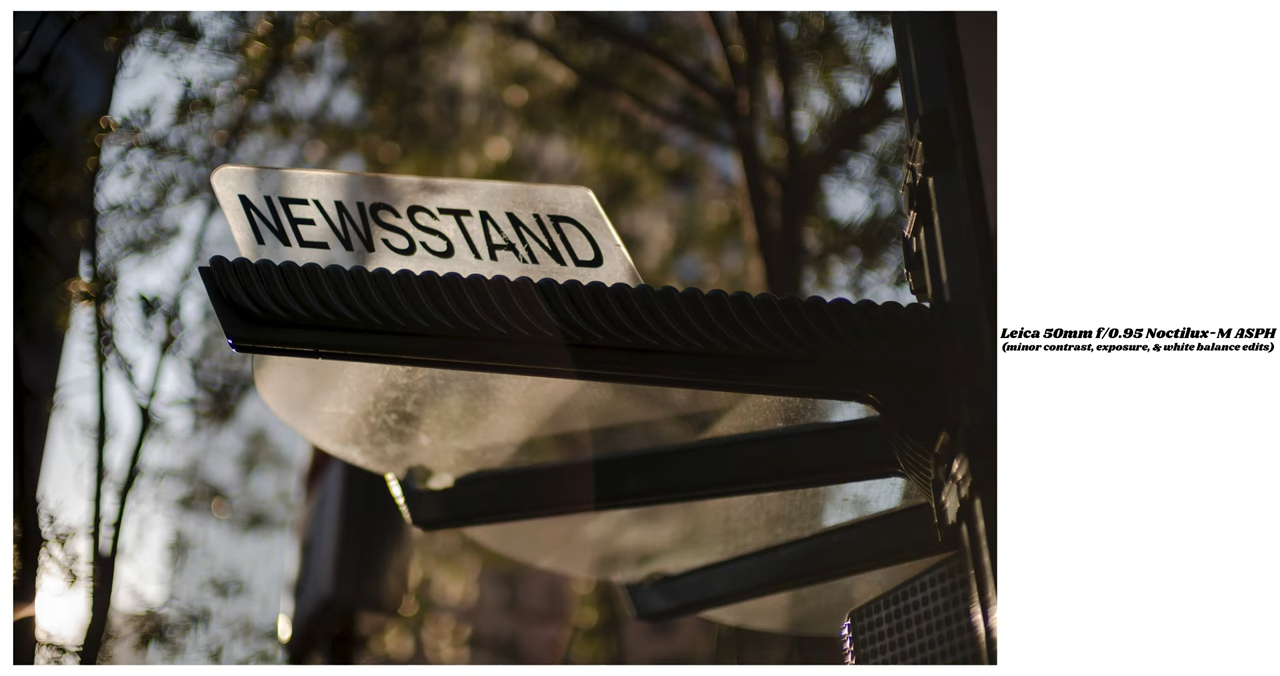 NEWSSTAND
Leica 50mm f/0.95 Noctilux-M ASPH
(minor contrast, exposure, & white balance edits)